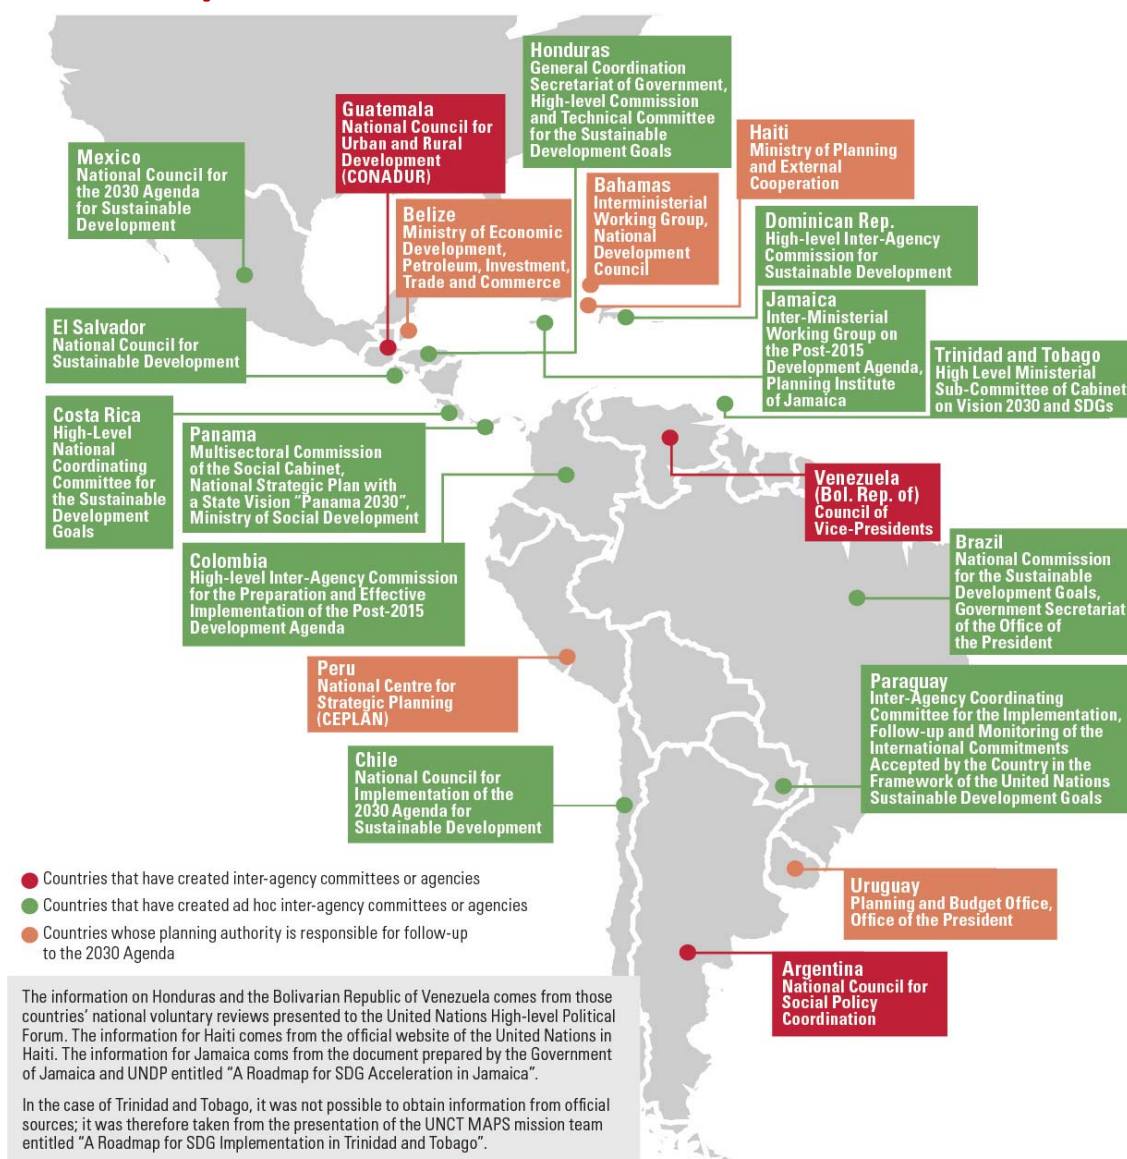 Honduras
General Coordination
Secretariat of Government,
High-level Commission
and Technical Committee
for the Sustainable
Development Goals
Guatemala
National Council for
Urban and Rural
Development
(CONADUR)
Haiti
Ministry of Planning
and External
Cooperation
Mexico
National Council for
the 2030 Agenda
for Sustainable
Development
Bahamas
Interministerial
Working Group,
National
Development
Council
Belize
Ministry of Economic
Development,
Petroleum, Investment,
Trade and Commerce
Dominican Rep.
High-level Inter-Agency
Commission for
Sustainable Development
Jamaica
Inter-Ministerial
Working Group on
the Post-2015
Development Agenda,
Planning Institute
of Jamaica
El Salvador
National Council for
Sustainable Development
Trinidad and Tobago
High Level Ministerial
Sub-Committee of Cabinet
on Vision 2030 and SDGs
Costa Rica
High-Level
National
Coordinating
Committee for
the Sustainable
Development
Goals
Panama
Multisectoral Commission
of the Social Cabinet,
National Strategic Plan with
a State Vision "Panama 2030",
Ministry of Social Development
Venezuela
(Bol. Rep. of)
Council of
Vice-Presidents
Colombia
High-level Inter-Agency Commission
for the Preparation and Effective
Implementation of the Post-2015
Development Agenda
Brazil
National Commission
for the Sustainable
Development Goals,
Government Secretariat
of the Office of
the President
Peru
National Centre for
Strategic Planning
(CEPLAN)
Paraguay
Inter-Agency Coordinating
Committee for the Implementation,
Follow-up and Monitoring of the
International Commitments
Accepted by the Country in the
Framework of the United Nations
Sustainable Development Goals
Chile
National Council for
Implementation of the
2030 Agenda for
Sustainable Development
Uruguay
Planning and Budget Office,
Office of the President
Argentina
National Council for
Social Policy
Coordination
Countries that have created inter-agency committees or agencies
Countries that have created ad hoc inter-agency committees or agencies
Countries whose planning authority is responsible for follow-up
to the 2030 Agenda
The information on Honduras and the Bolivarian Republic of Venezuela comes from those
countries' national voluntary reviews presented to the United Nations High-level Political
Forum. The information for Haiti comes from the official website of the United Nations in
Haiti. The information for Jamaica coms from the document prepared by the Government
of Jamaica and UNDP entitled "A Roadmap for SDG Acceleration in Jamaica".
In the case of Trinidad and Tobago, it was not possible to obtain information from official
sources; it was therefore taken from the presentation of the UNCT MAPS mission team
entitled "A Roadmap for SDG Implementation in Trinidad and Tobago".